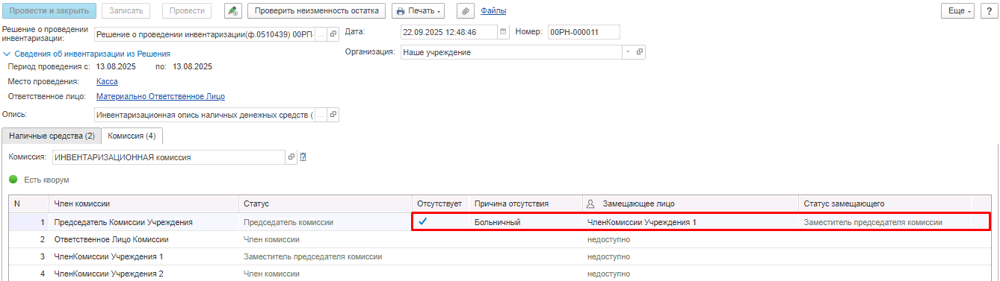 Провести и закрыть Записать Провести Проверить неизменность остатка Печать Файлы Еще ?
Решение о проведении инвентаризации: Решение о проведении инвентаризации(ф.0510439) 00РП- ... Дата: 22.09.2025 12:48:46 Номер: 00РН-000011
Сведения об инвентаризации из Решения Организация: Наше учреждение
Период проведения с: 13.08.2025 по: 13.08.2025
Место проведения: Касса
Ответственное лицо: Материально Ответственное Лицо
Опись: Инвентаризационная опись наличных денежных средств ( ...
Наличные средства (2) Комиссия (4)
Комиссия: ИНВЕНТАРИЗАЦИОННАЯ комиссия ?
Есть кворум
N Член комиссии Статус Отсутствует Причина отсутствия Замещающее лицо Статус замещающего
1 Председатель Комиссии Учреждения Председатель комиссии Больничный ЧленКомиссии Учреждения 1 Заместитель председателя комиссии
2 Ответственное Лицо Комиссии Член комиссии недоступно
3 ЧленКомиссии Учреждения 1 Заместитель председателя комиссии недоступно
4 ЧленКомиссии Учреждения 2 Член комиссии недоступно